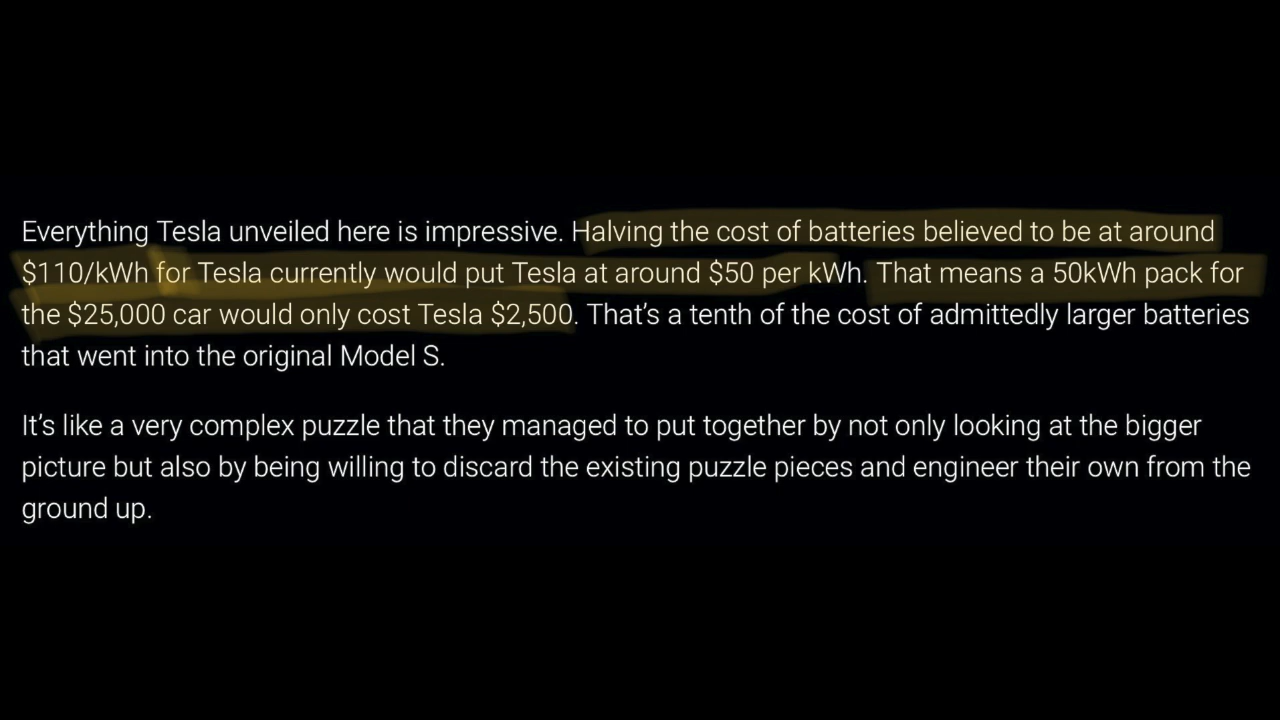 Everything Tesla unveiled here is impressive. Halving the cost of batteries believed to be at around
$110/kWh for Tesla currently would put Tesla at around $50 per kWh. That means a 50kWh pack for
the $25,000 car would only cost Tesla $2,500. That’s a tenth of the cost of admittedly larger batteries
that went into the original Model S.
It’s like a very complex puzzle that they managed to put together by not only looking at the bigger
picture but also by being willing to discard the existing puzzle pieces and engineer their own from the
ground up.